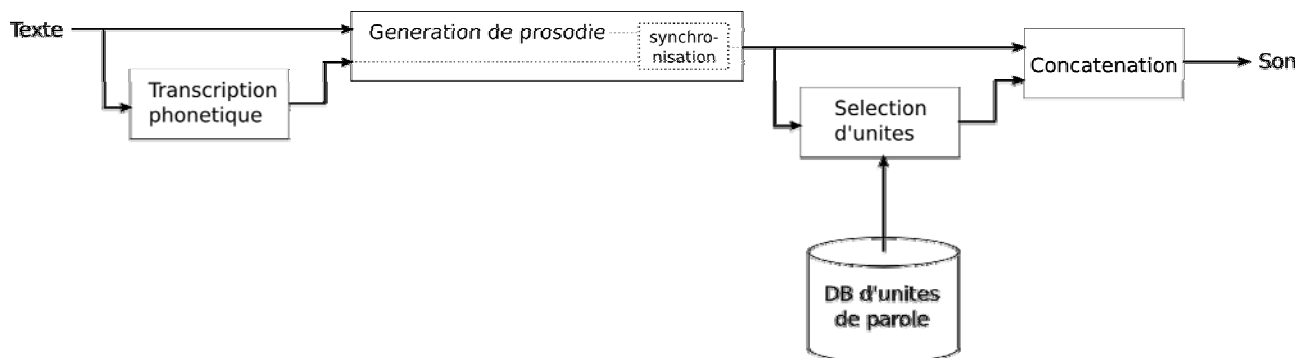 Texte
Generation de prosodie
synchro-
nisation
Transcription
phonetique
Concatenation
Son
Selection
d'unites
DB d'unites
de parole